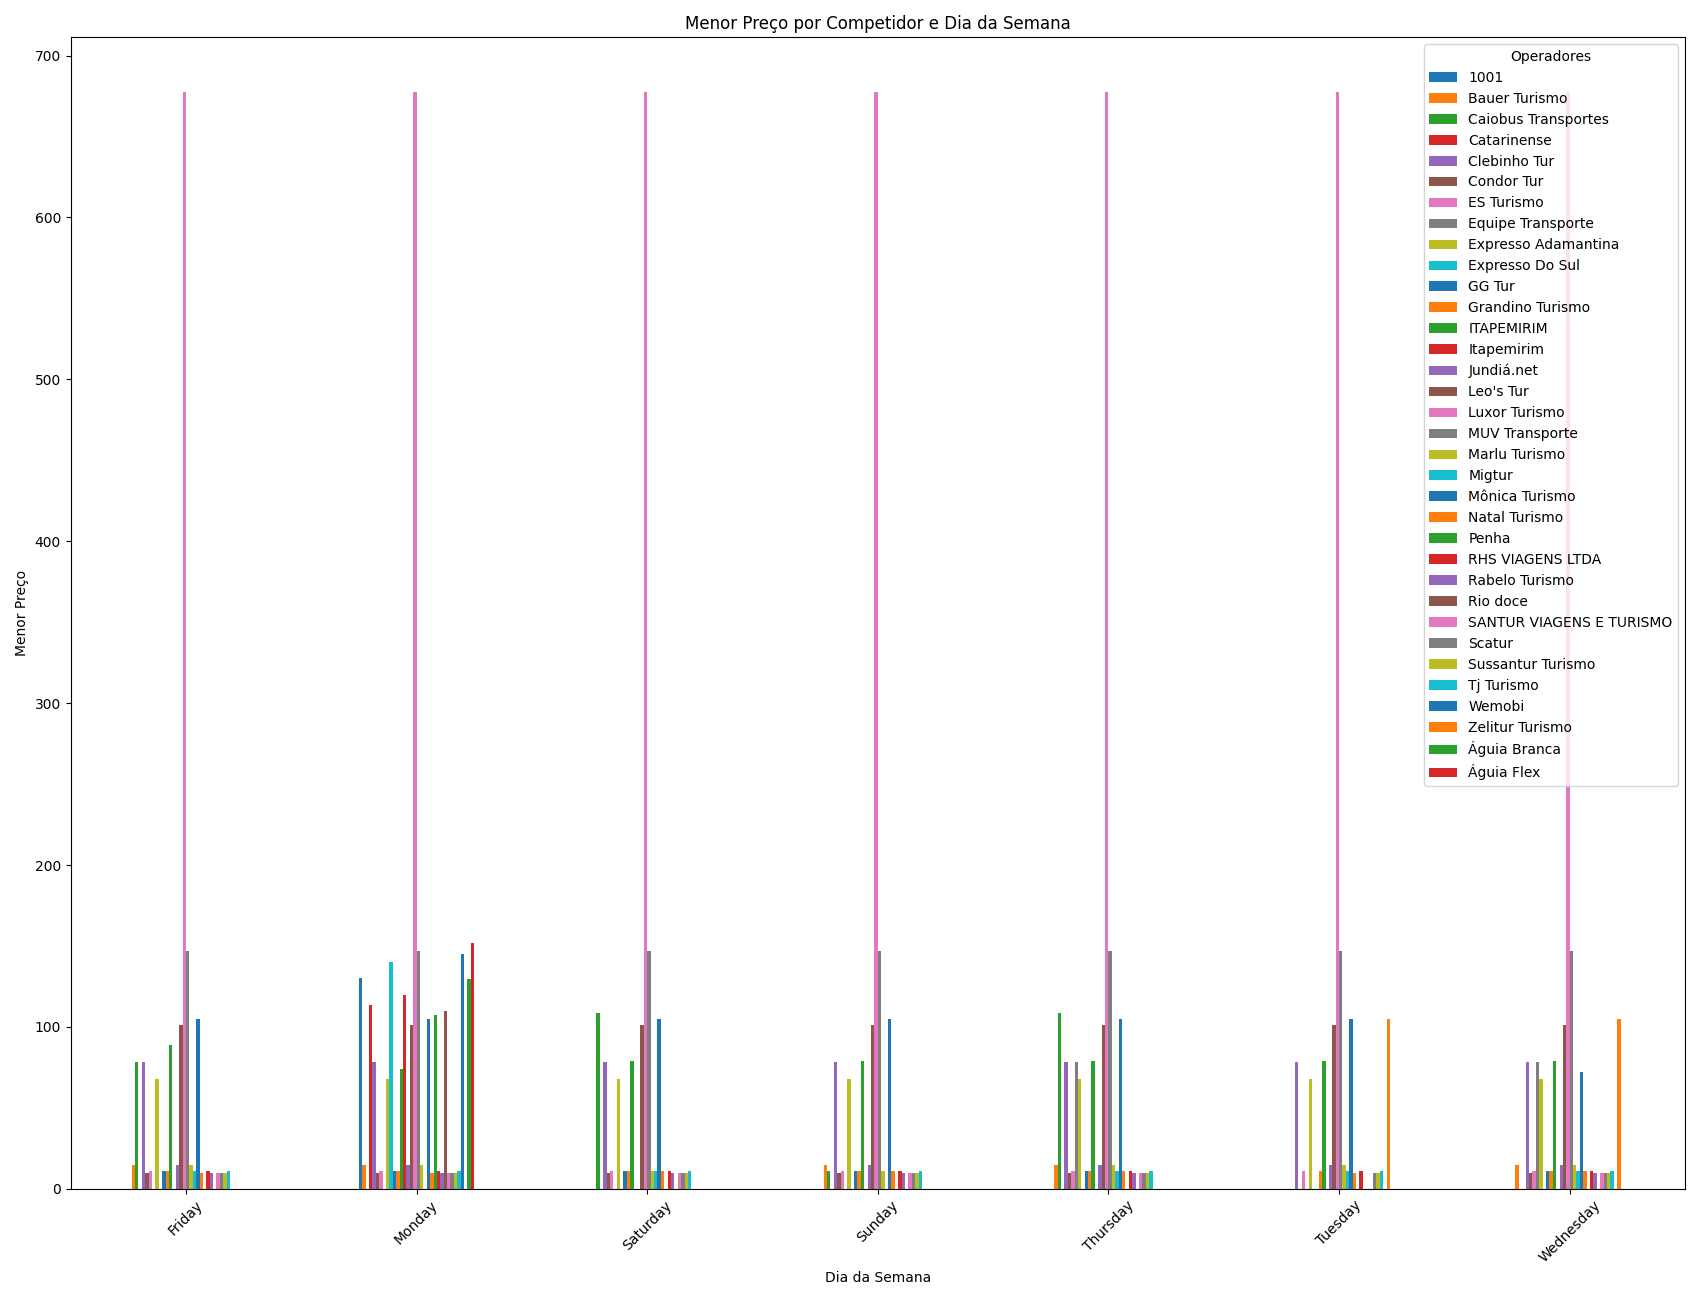 Menor Preço por Competidor e Dia da Semana
Operadores
1001
Bauer Turismo
Caiobus Transportes
Catarinense
Clebinho Tur
Condor Tur
ES Turismo
Equipe Transporte
Expresso Adamantina
Expresso Do Sul
GG Tur
Grandino Turismo
ITAPEMIRIM
Itapemirim
Jundiá.net
Leo's Tur
Luxor Turismo
MUV Transporte
Marlu Turismo
Migtur
Mônica Turismo
Natal Turismo
Penha
RHS VIAGENS LTDA
Rabelo Turismo
Rio doce
SANTUR VIAGENS E TURISMO
Scatur
Sussantur Turismo
Tj Turismo
Wemobi
Zelitur Turismo
Águia Branca
Águia Flex
Menor Preço
700
600
500
400
300
200
100
0
Friday
Monday
Saturday
Sunday
Thursday
Tuesday
Wednesday
Dia da Semana